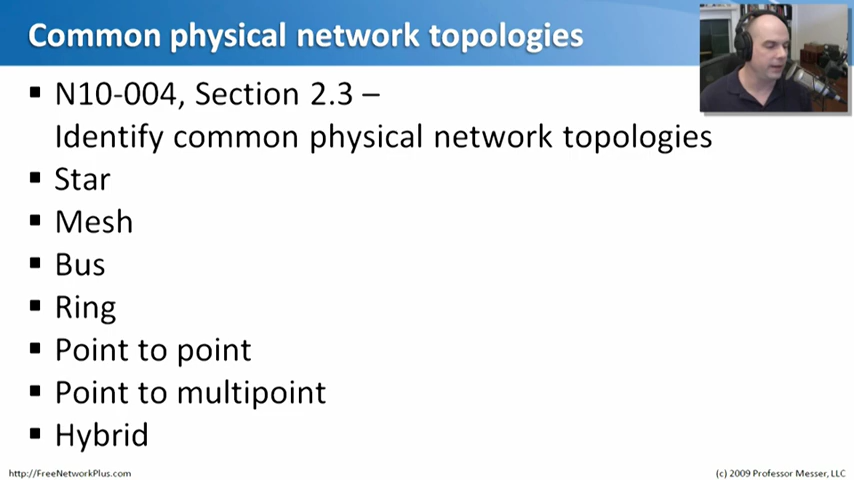 Common physical network topologies
▪ N10-004, Section 2.3 –
Identify common physical network topologies
▪ Star
▪ Mesh
▪ Bus
▪ Ring
▪ Point to point
▪ Point to multipoint
▪ Hybrid
http://FreeNetworkPlus.com
(c) 2009 Professor Messer, LLC